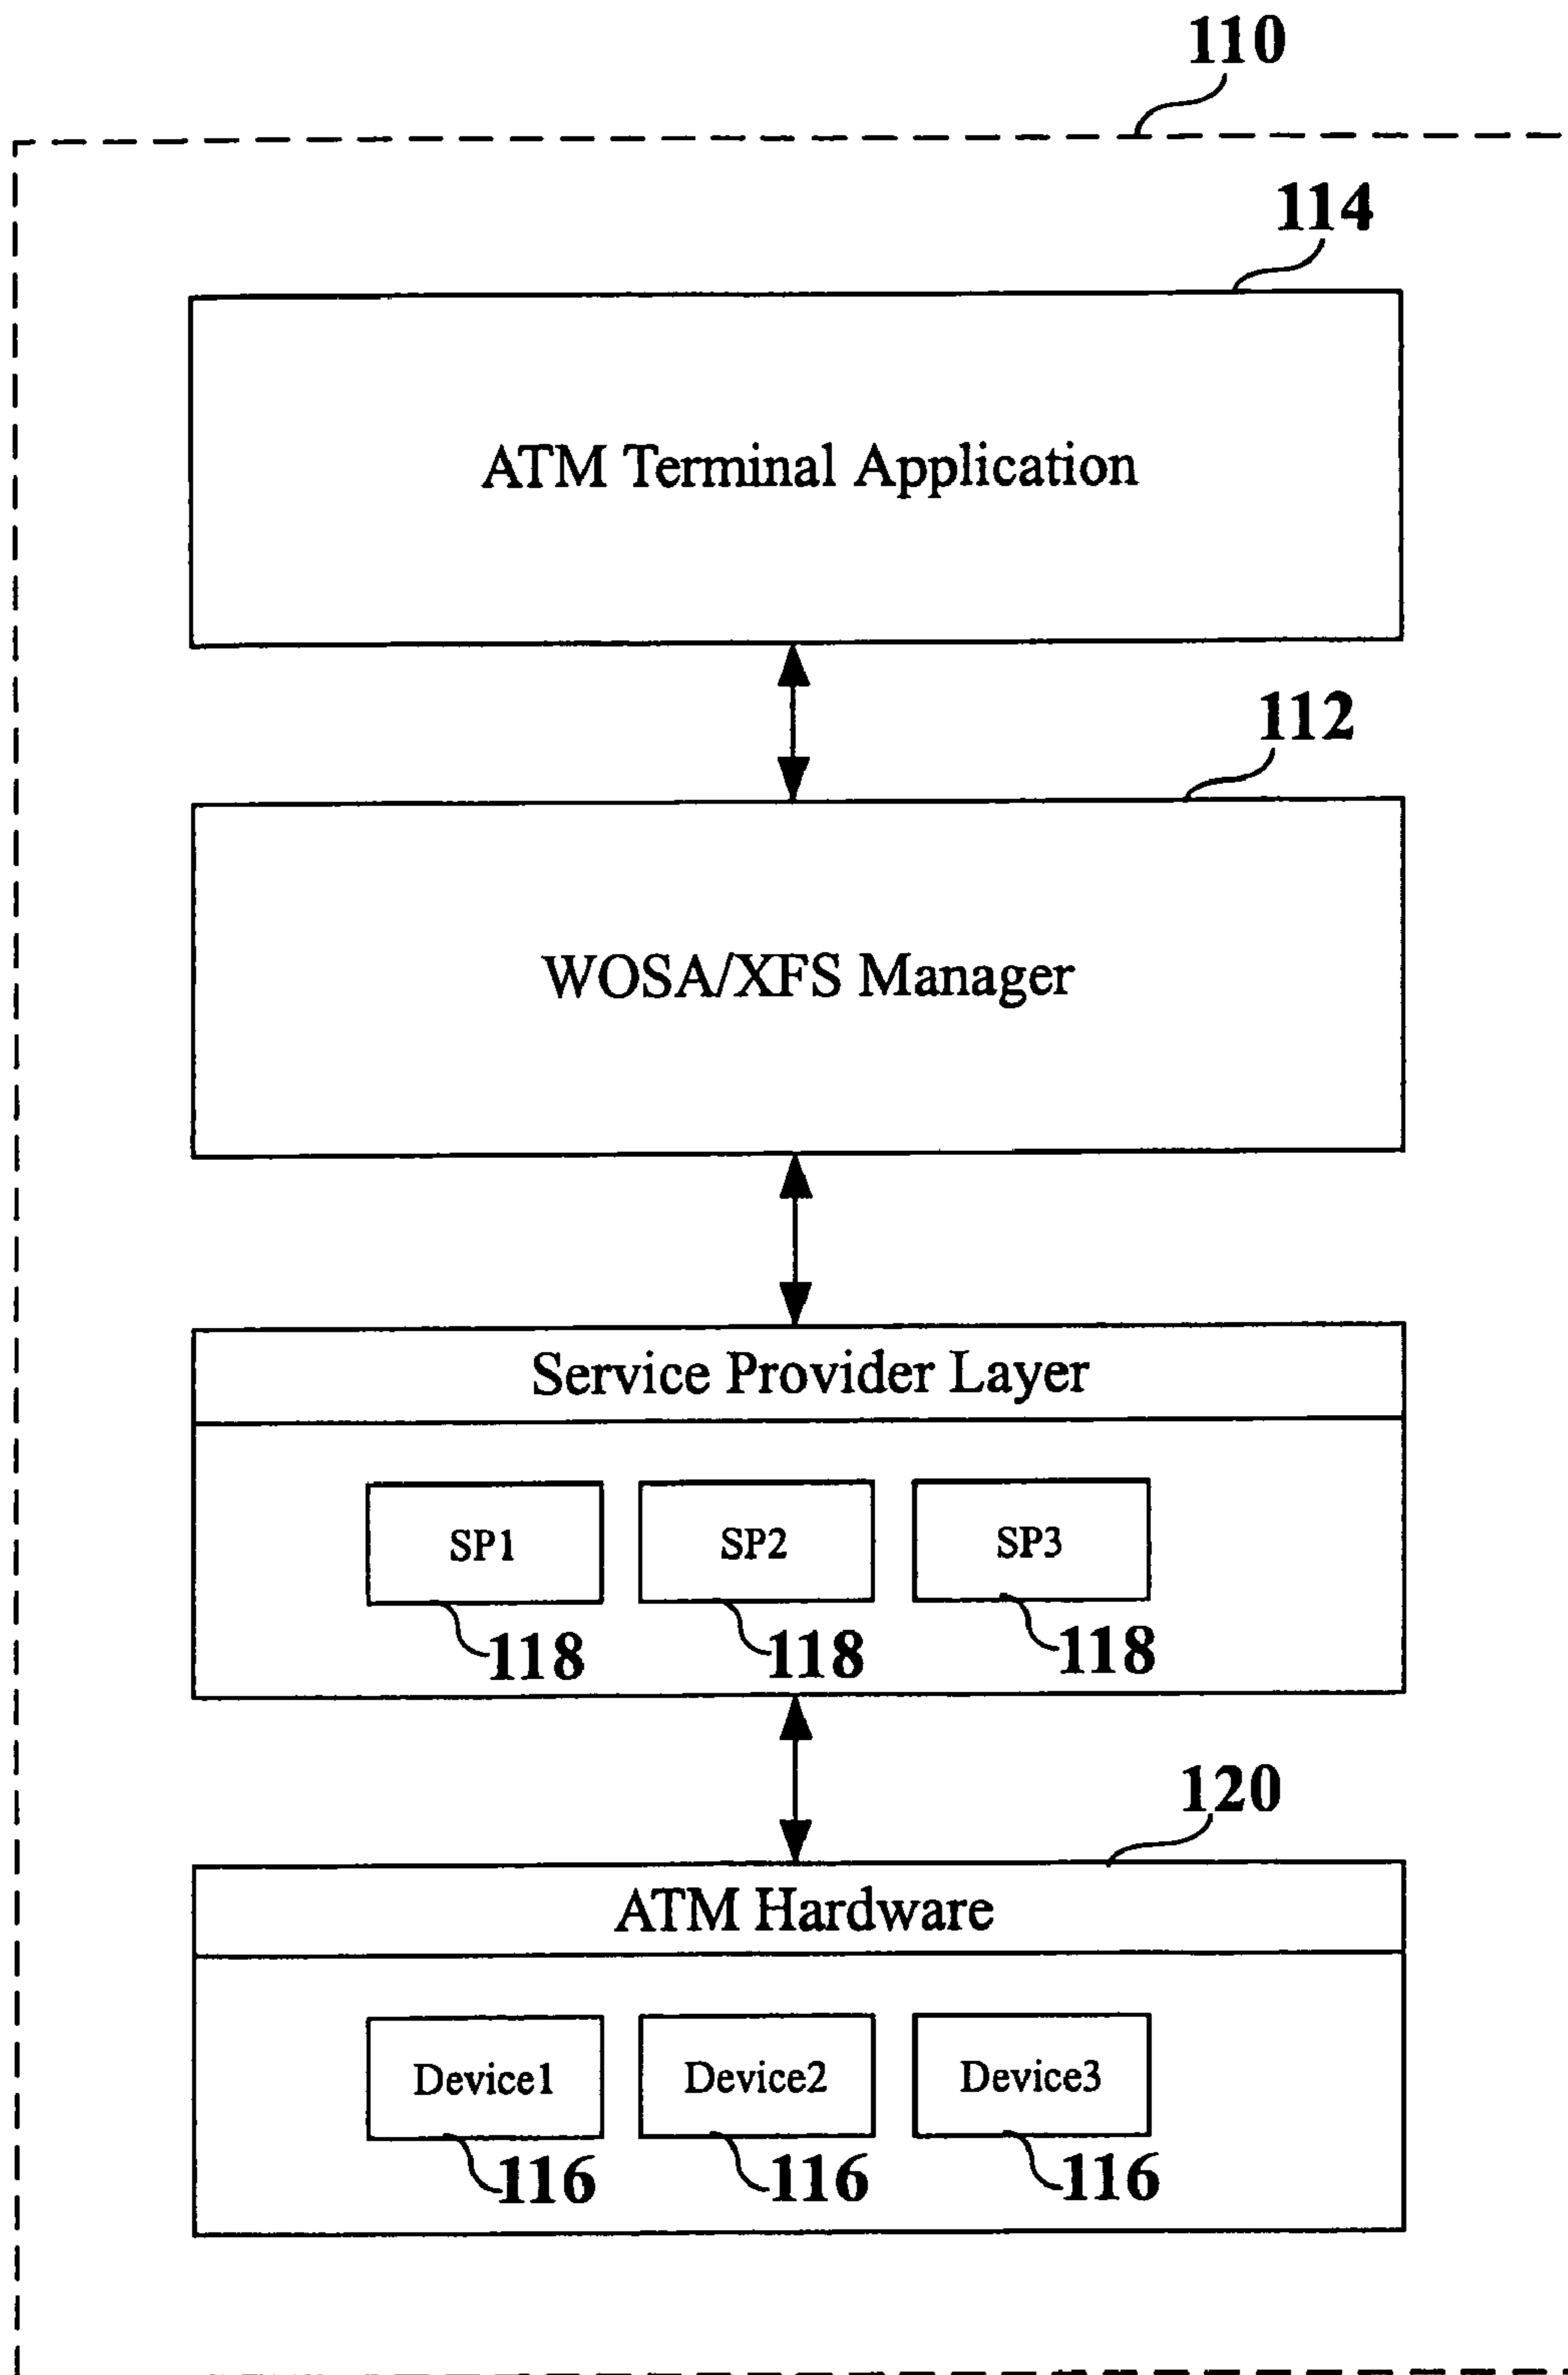 110
114
ATM Terminal Application
112
WOSA/XFS Manager
Service Provider Layer
SP1 SP2 SP3
118 118 118
120
ATM Hardware
Device1 Device2 Device3
116 116 116